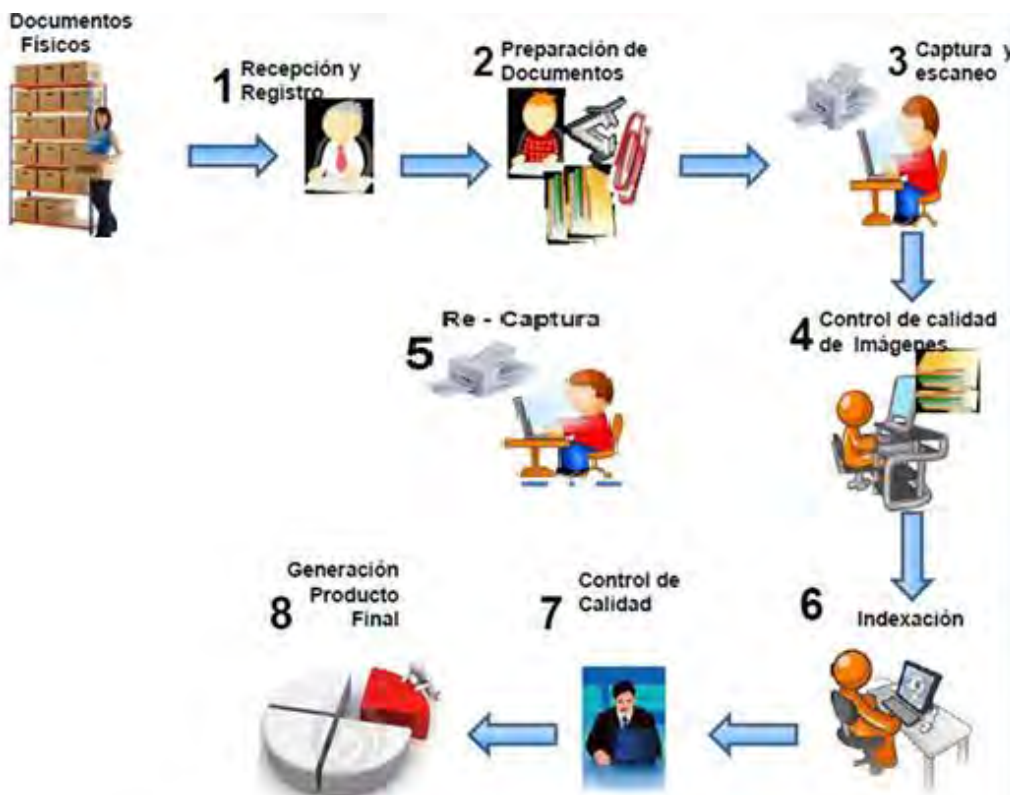 Documentos
Físicos
1 Recepción y
Registro
2 Preparación de
Documentos
3 Captura y
escaneo
4 Control de calidad
de Imágenes
Re - Captura
5
6
Indexación
7 Control de
Calidad
8 Generación
Producto
Final